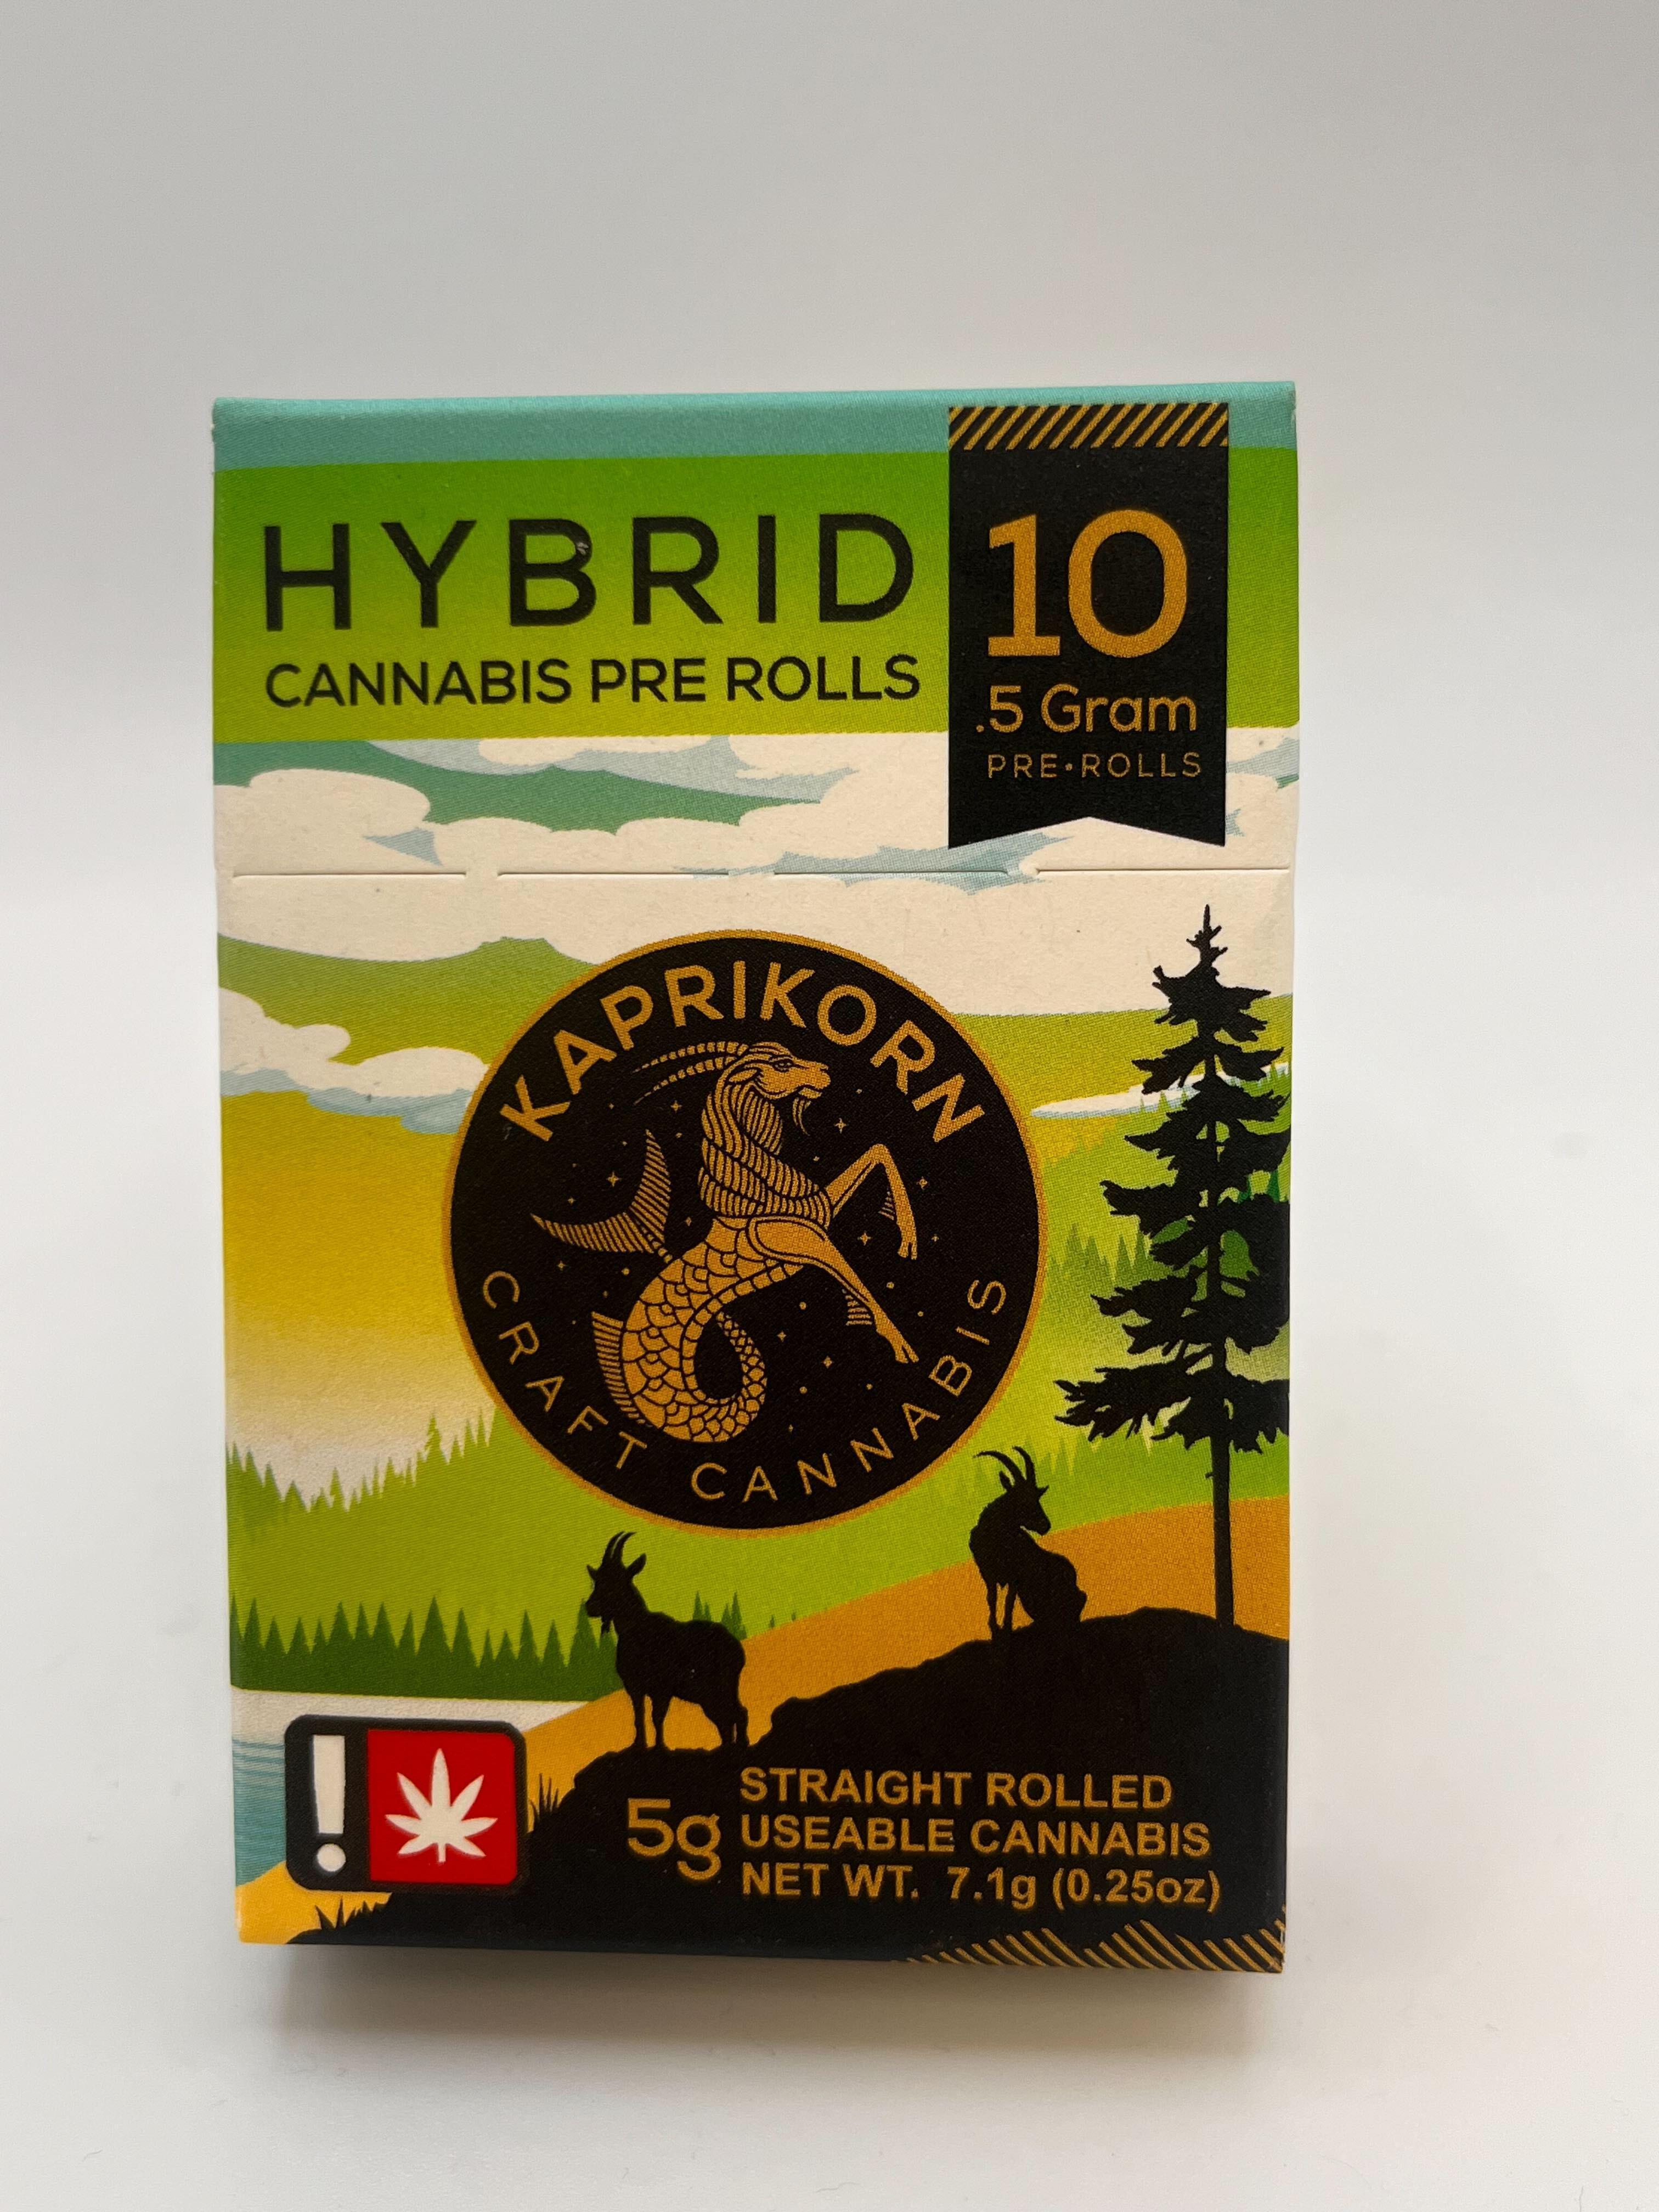 HYBRID
CANNABIS PRE ROLLS
10
.5 Gram
PRE•ROLLS
KAPRIKORN
CRAFT CANNABIS
!
5g
STRAIGHT ROLLED
USEABLE CANNABIS
NET WT. 7.1g (0.25oz)